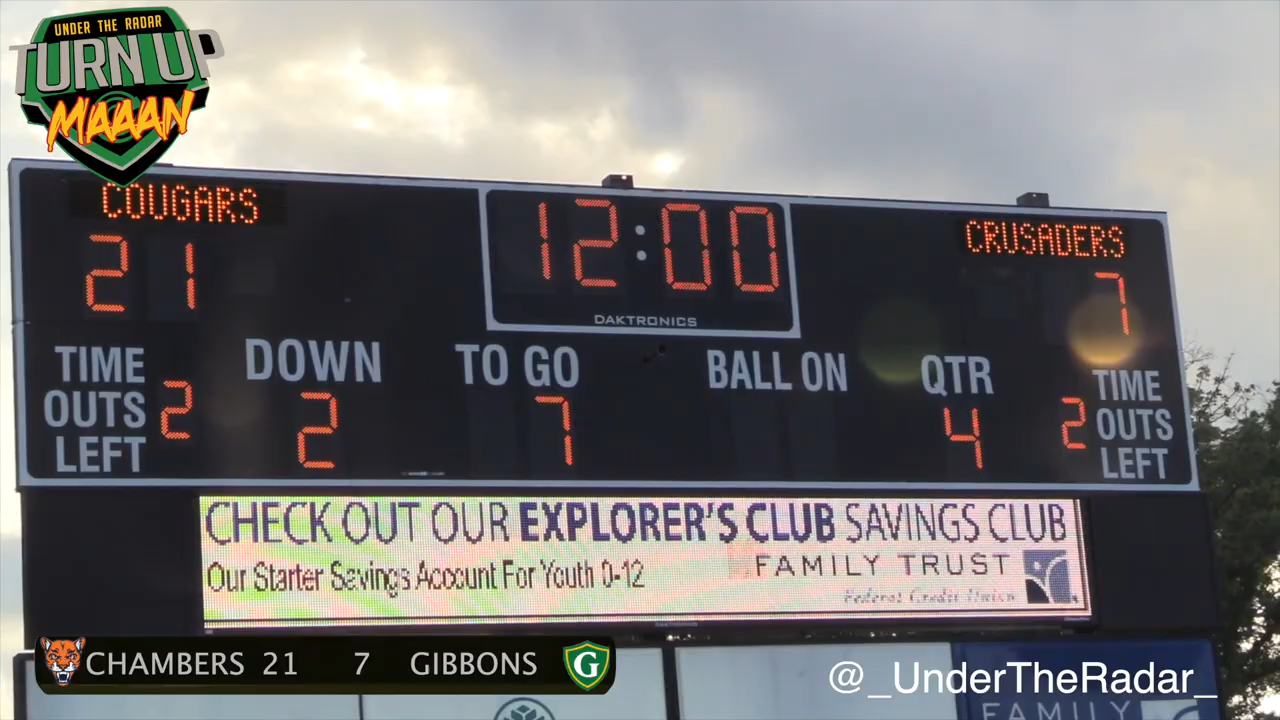 UNDER THE RADAR
TURN UP
MAAAN
COUGARS
12:00
CRUSADERS
21
7
DAKTRONICS
TIME OUTS LEFT 2
DOWN 2
TO GO 7
BALL ON
QTR 4
2 TIME OUTS LEFT
CHECK OUT OUR EXPLORER'S CLUB SAVINGS CLUB
Our Starter Savings Account For Youth 0-12
FAMILY TRUST
Federal Credit Union
DAKTRONICS
CHAMBERS 21 7 GIBBONS G
@_UnderTheRadar_
FAMILY